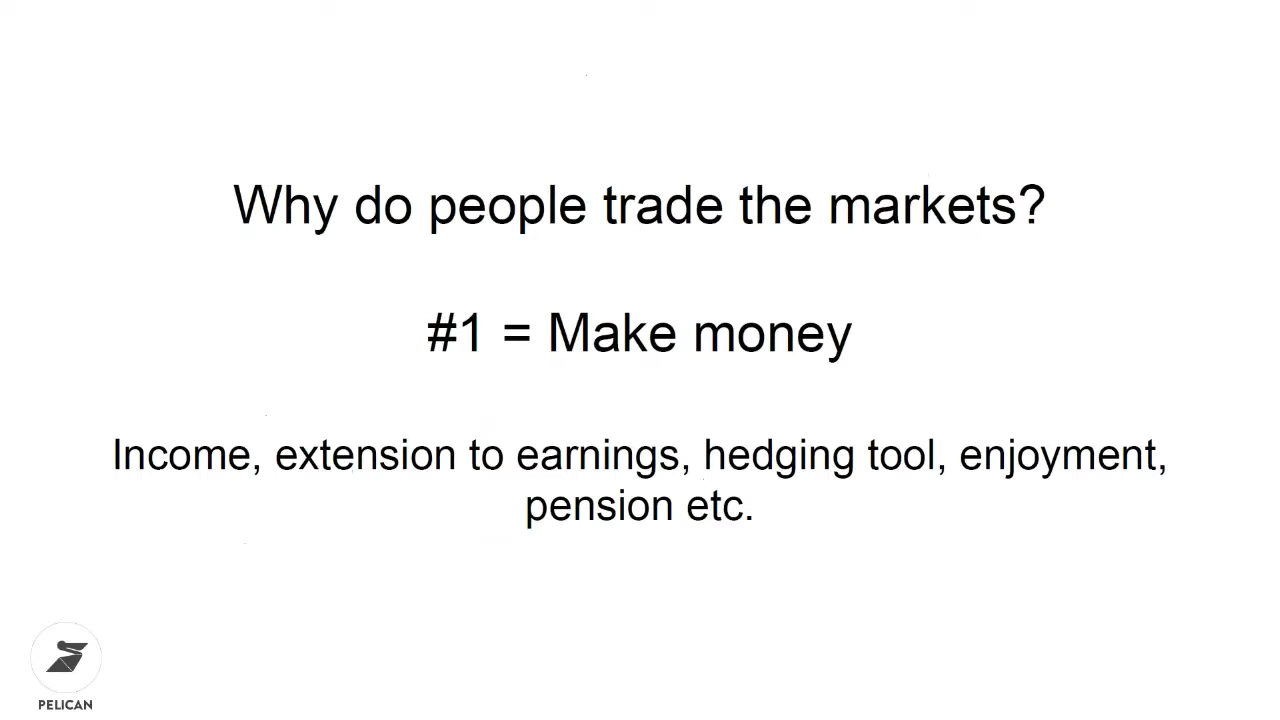 Why do people trade the markets?
#1 = Make money
Income, extension to earnings, hedging tool, enjoyment,
pension etc.
PELICAN